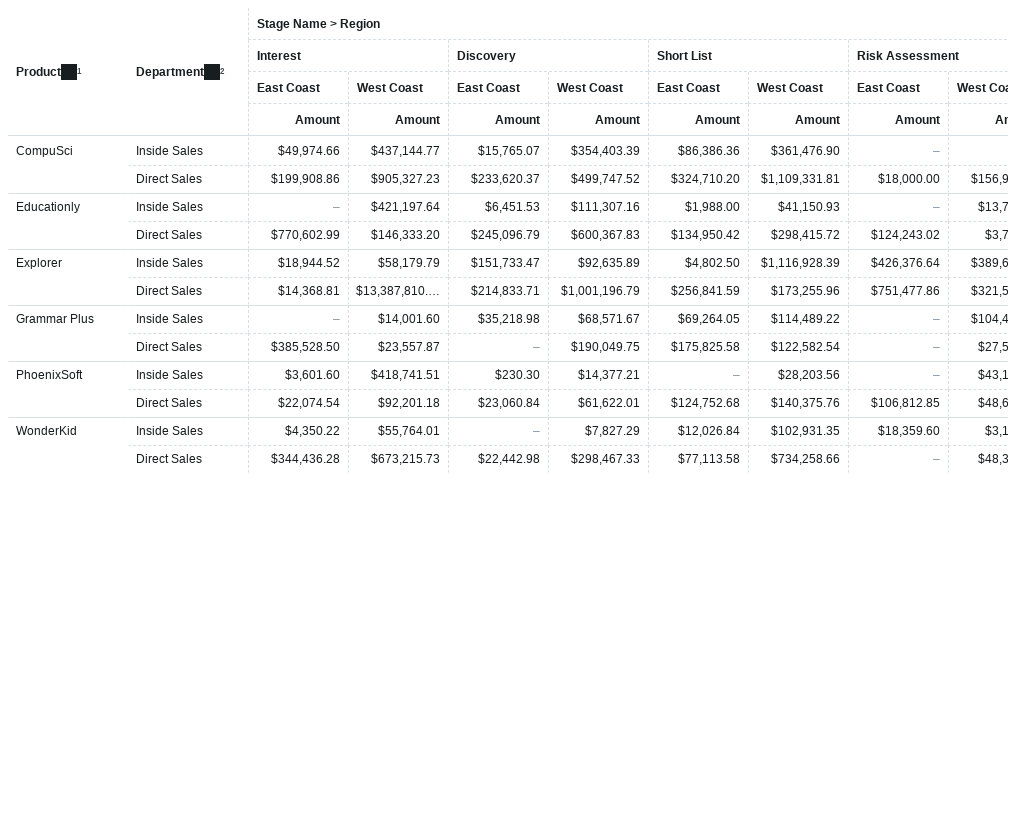 Stage Name > Region
Interest Discovery Short List Risk Assessment
Product 1 Department 2
East Coast West Coast East Coast West Coast East Coast West Coast East Coast West
Amount Amount Amount Amount Amount Amount Amount
CompuSci Inside Sales $49,974.66 $437,144.77 $15,765.07 $354,403.39 $86,386.36 $361,476.90 –
Direct Sales $199,908.86 $905,327.23 $233,620.37 $499,747.52 $324,710.20 $1,109,331.81 $18,000.00 $156,9
Educationly Inside Sales – $421,197.64 $6,451.53 $111,307.16 $1,988.00 $41,150.93 – $13,7
Direct Sales $770,602.99 $146,333.20 $245,096.79 $600,367.83 $134,950.42 $298,415.72 $124,243.02 $3,7
Explorer Inside Sales $18,944.52 $58,179.79 $151,733.47 $92,635.89 $4,802.50 $1,116,928.39 $426,376.64 $389,6
Direct Sales $14,368.81 $13,387,810.… $214,833.71 $1,001,196.79 $256,841.59 $173,255.96 $751,477.86 $321,5
Grammar Plus Inside Sales – $14,001.60 $35,218.98 $68,571.67 $69,264.05 $114,489.22 – $104,4
Direct Sales $385,528.50 $23,557.87 – $190,049.75 $175,825.58 $122,582.54 – $27,5
PhoenixSoft Inside Sales $3,601.60 $418,741.51 $230.30 $14,377.21 – $28,203.56 – $43,1
Direct Sales $22,074.54 $92,201.18 $23,060.84 $61,622.01 $124,752.68 $140,375.76 $106,812.85 $48,6
WonderKid Inside Sales $4,350.22 $55,764.01 – $7,827.29 $12,026.84 $102,931.35 $18,359.60 $3,1
Direct Sales $344,436.28 $673,215.73 $22,442.98 $298,467.33 $77,113.58 $734,258.66 – $48,3